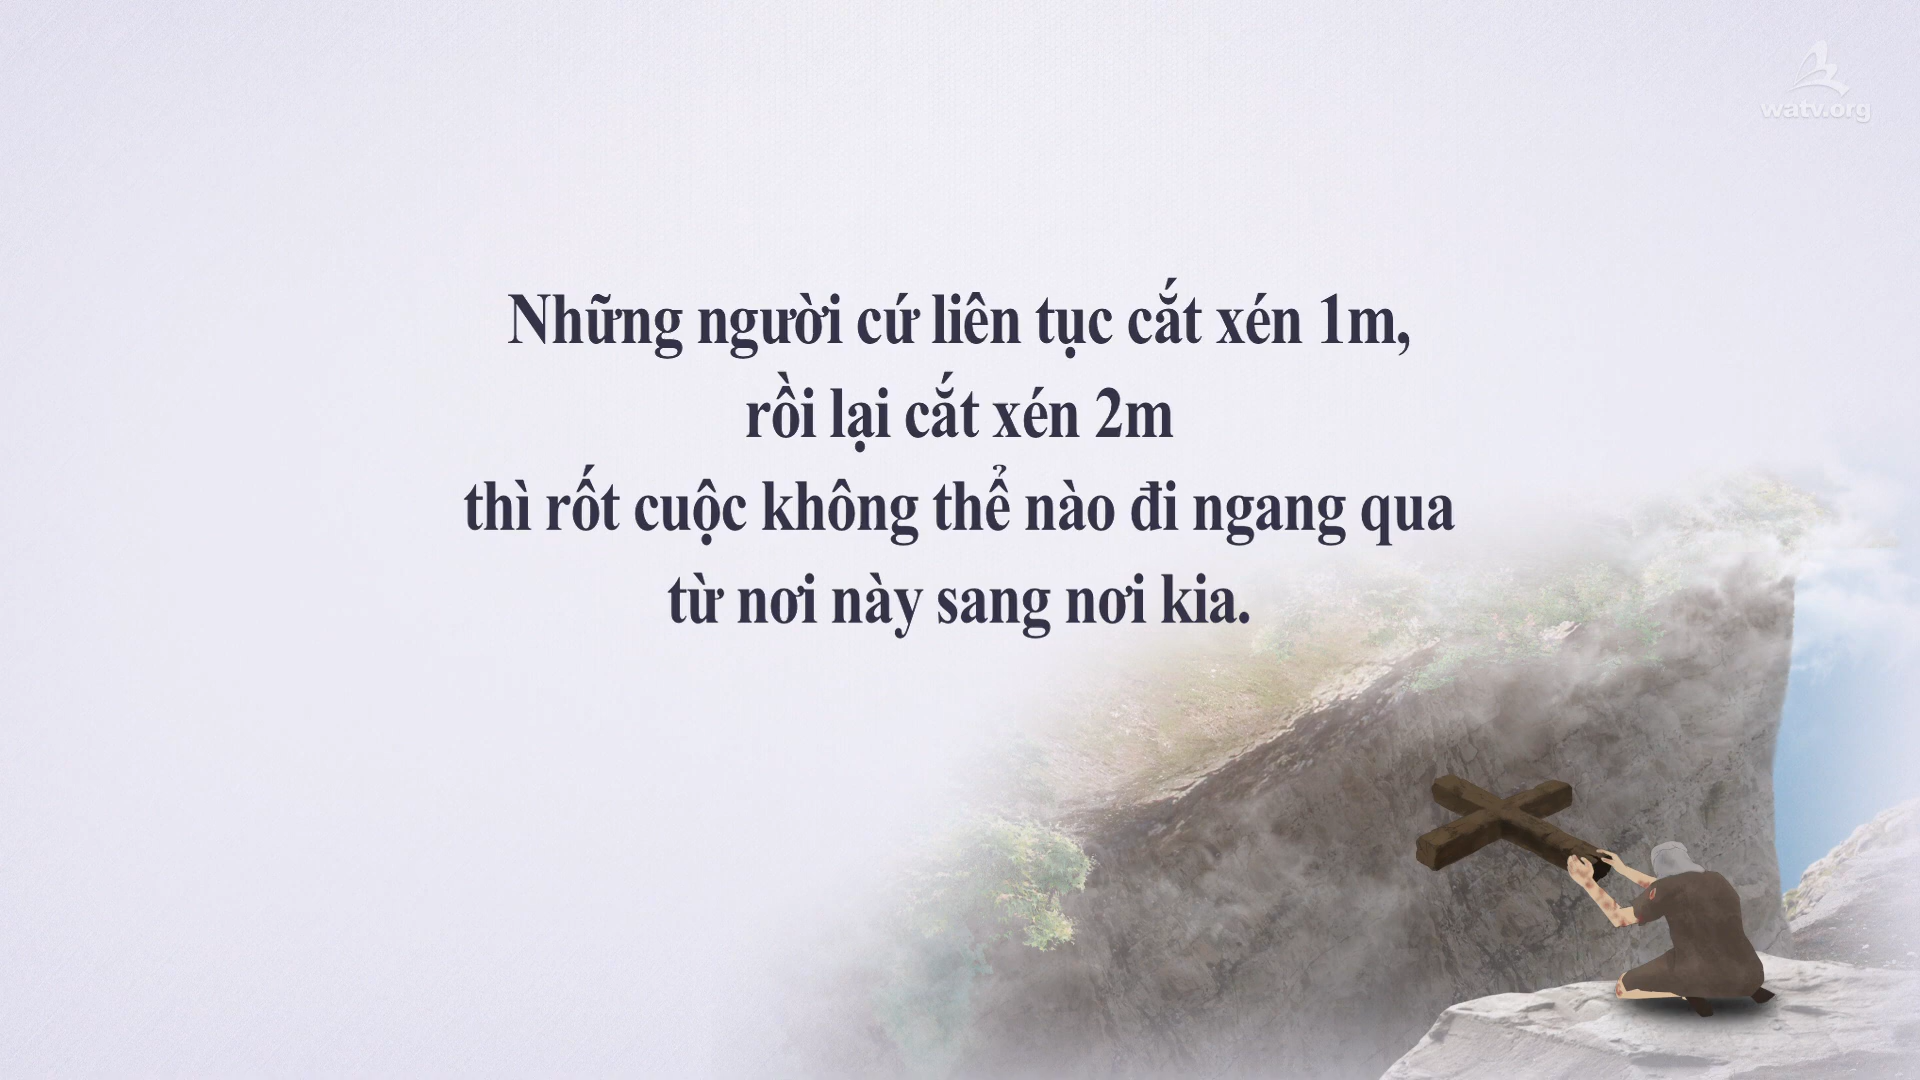 watv.org
Những người cứ liên tục cắt xén 1m,
rồi lại cắt xén 2m
thì rốt cuộc không thể nào đi ngang qua
từ nơi này sang nơi kia.